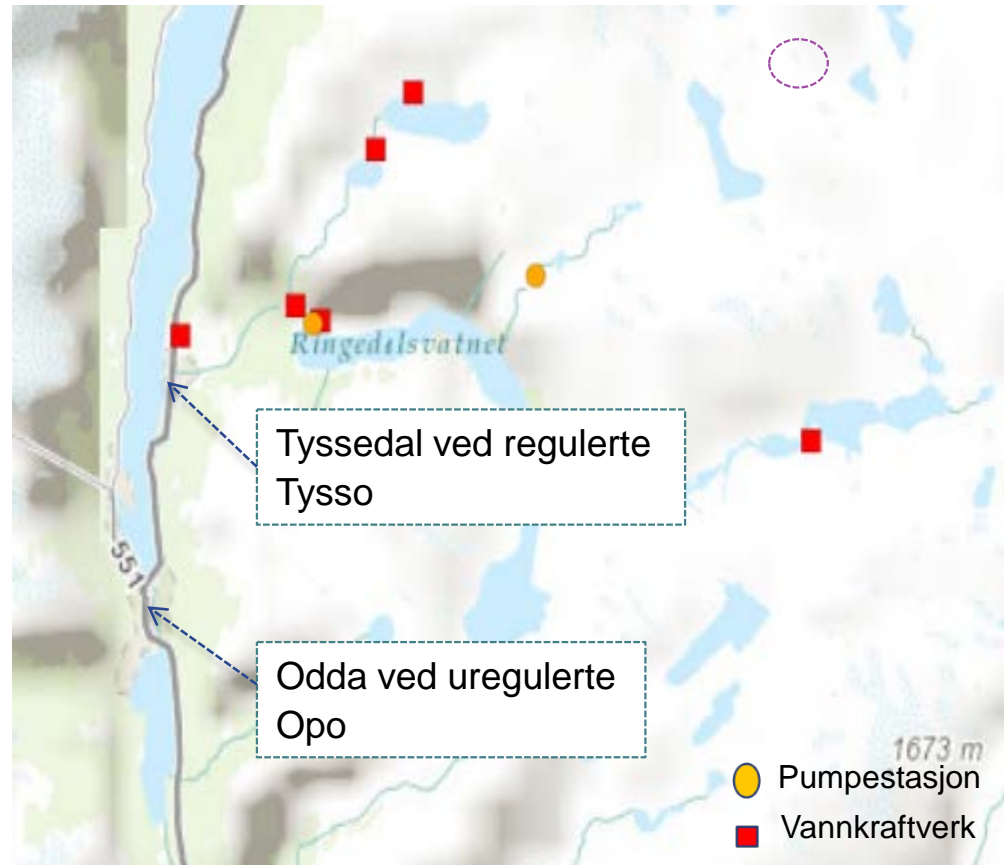 Ringedalsvatnet
Tyssedal ved regulerte
Tysso
551
Odda ved uregulerte
Opo
1673 m
Pumpestasjon
Vannkraftverk